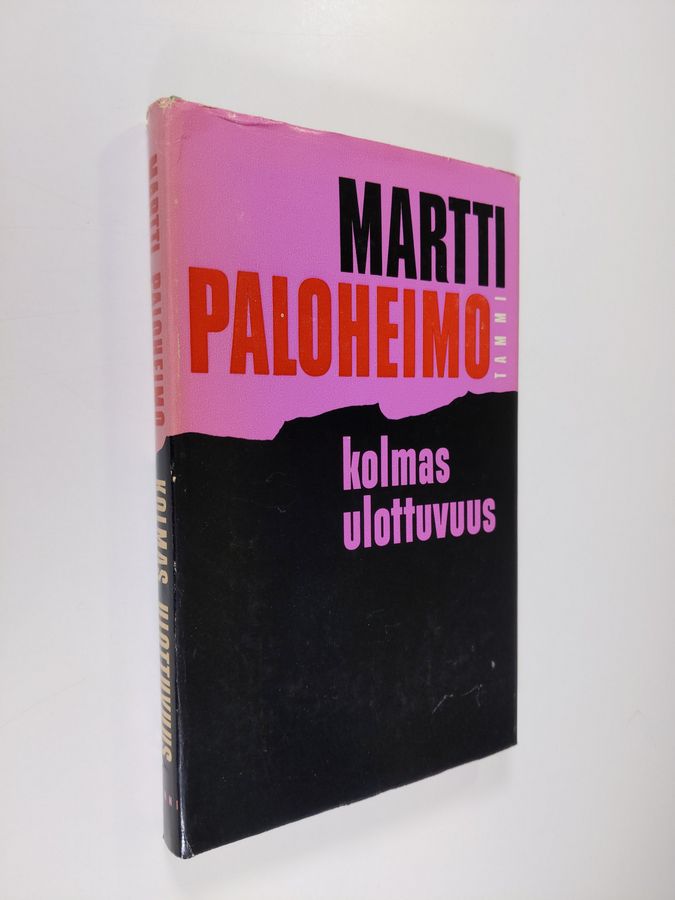 MARTTI
PALOHEIMO
TAMMI
kolmas
ulottuvuus
MARTTI PALOHEIMO KOLMAS ULOTTUVUUS